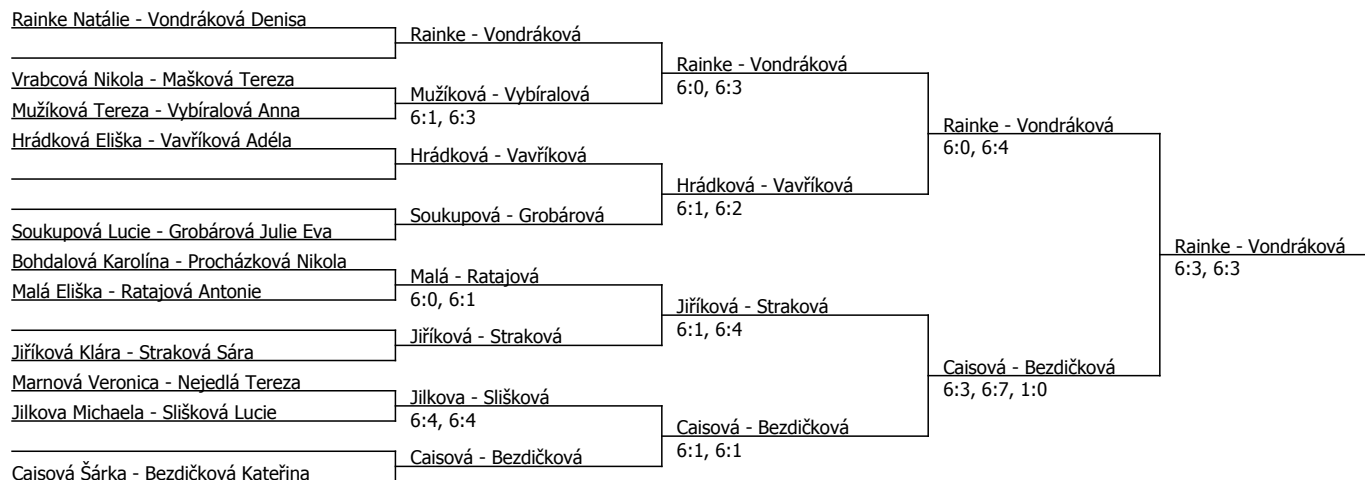 Rainke Natálie - Vondráková Denisa
Rainke - Vondráková
Rainke - Vondráková
6:0, 6:3
Vrabcová Nikola - Mašková Tereza
Mužíková - Vybíralová
6:1, 6:3
Mužíková Tereza - Vybíralová Anna
Rainke - Vondráková
6:0, 6:4
Hrádková Eliška - Vavříková Adéla
Hrádková - Vavříková
Hrádková - Vavříková
6:1, 6:2
Soukupová - Grobárová
Soukupová Lucie - Grobárová Julie Eva
Rainke - Vondráková
6:3, 6:3
Bohdalová Karolína - Procházková Nikola
Malá - Ratajová
6:0, 6:1
Malá Eliška - Ratajová Antonie
Jiříková - Straková
6:1, 6:4
Jiříková - Straková
Jiříková Klára - Straková Sára
Caisová - Bezdičková
6:3, 6:7, 1:0
Marnová Veronica - Nejedlá Tereza
Jilkova - Slišková
6:4, 6:4
Jilkova Michaela - Slišková Lucie
Caisová - Bezdičková
6:1, 6:1
Caisová - Bezdičková
Caisová Šárka - Bezdičková Kateřina